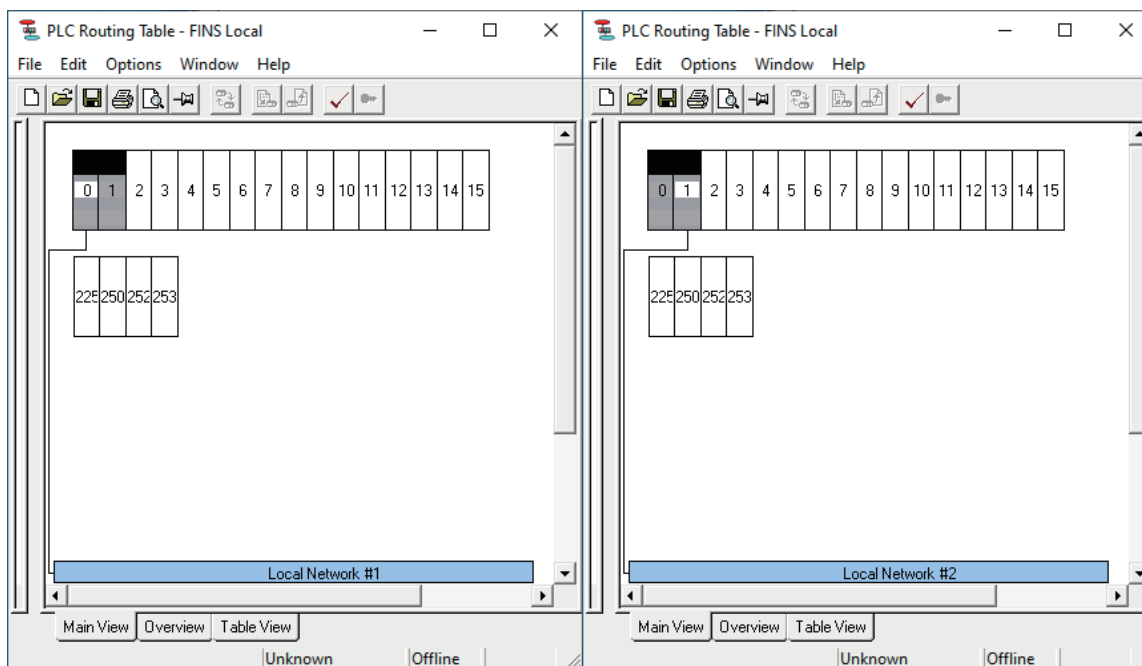 PLC Routing Table - FINS Local
File Edit Options Window Help
0 1 2 3 4 5 6 7 8 9 10 11 12 13 14 15
225 250 252 253
Local Network #1
Main View Overview Table View
Unknown Offline
PLC Routing Table - FINS Local
File Edit Options Window Help
0 1 2 3 4 5 6 7 8 9 10 11 12 13 14 15
225 250 252 253
Local Network #2
Main View Overview Table View
Unknown Offline